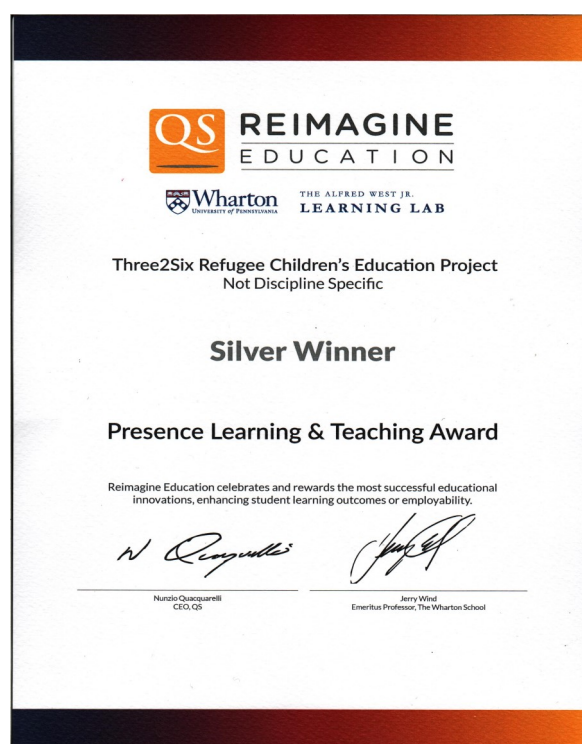 QS REIMAGINE
EDUCATION
Wharton
UNIVERSITY of PENNSYLVANIA
THE ALFRED WEST JR.
LEARNING LAB
Three2Six Refugee Children's Education Project
Not Discipline Specific
Silver Winner
Presence Learning & Teaching Award
Reimagine Education celebrates and rewards the most successful educational
innovations, enhancing student learning outcomes or employability.
Nunzio Quacquarelli
CEO, QS
Jerry Wind
Emeritus Professor, The Wharton School